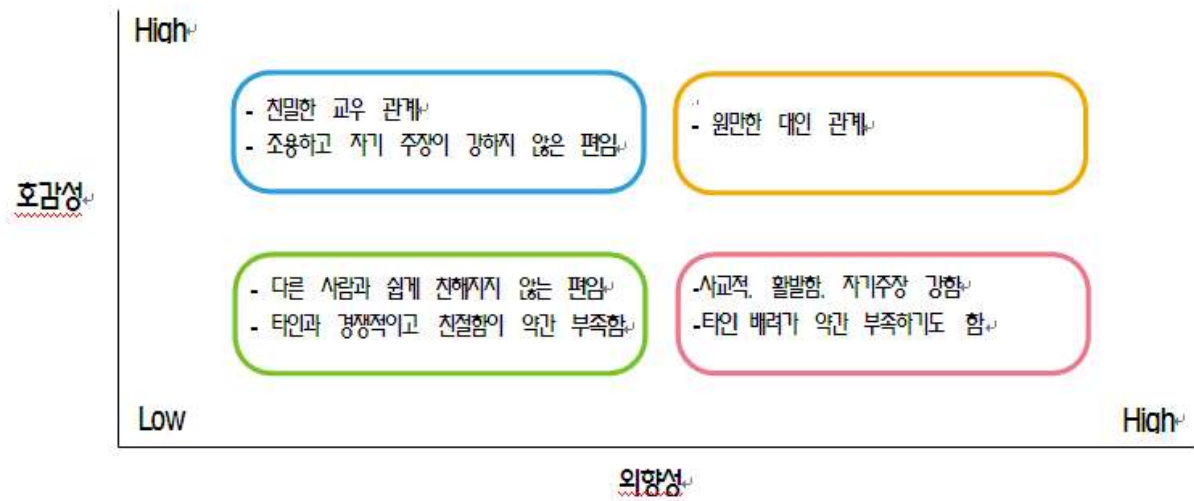 High
- 친밀한 교우 관계
- 조용하고 자기 주장이 강하지 않은 편임
- 원만한 대인 관계
호감성
- 다른 사람과 쉽게 친해지지 않는 편임
- 타인과 경쟁적이고 친절함이 약간 부족함
-사교적, 활발함, 자기주장 강함
-타인 배려가 약간 부족하기도 함
Low
High
외향성